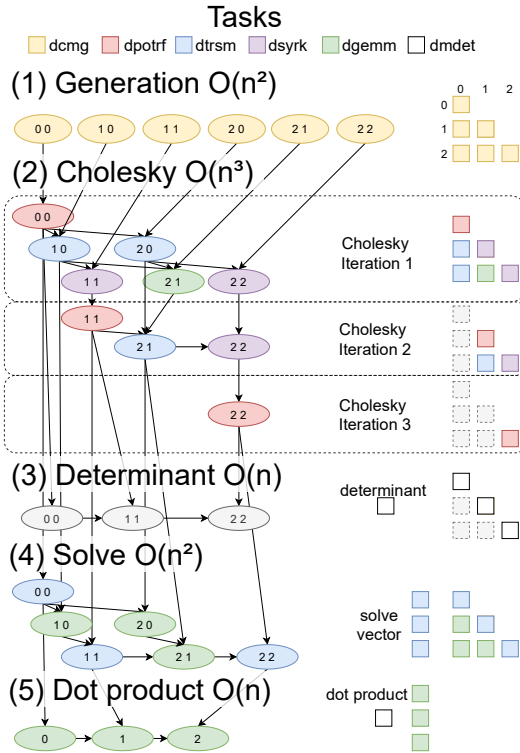 Tasks
dcmg dpotrf dtrsm dsyrk dgemm dmdet
(1) Generation O(n²)
0 1 2
0
1
2
0 0 1 0 1 1 2 0 2 1 2 2
(2) Cholesky O(n³)
0 0
1 0 2 0
Cholesky
Iteration 1
1 1 2 1 2 2
1 1
2 1 2 2
Cholesky
Iteration 2
2 2
Cholesky
Iteration 3
(3) Determinant O(n)
determinant
0 0 1 1 2 2
(4) Solve O(n²)
0 0
1 0 2 0
solve
vector
1 1 2 1 2 2
(5) Dot product O(n)
dot product
0 1 2